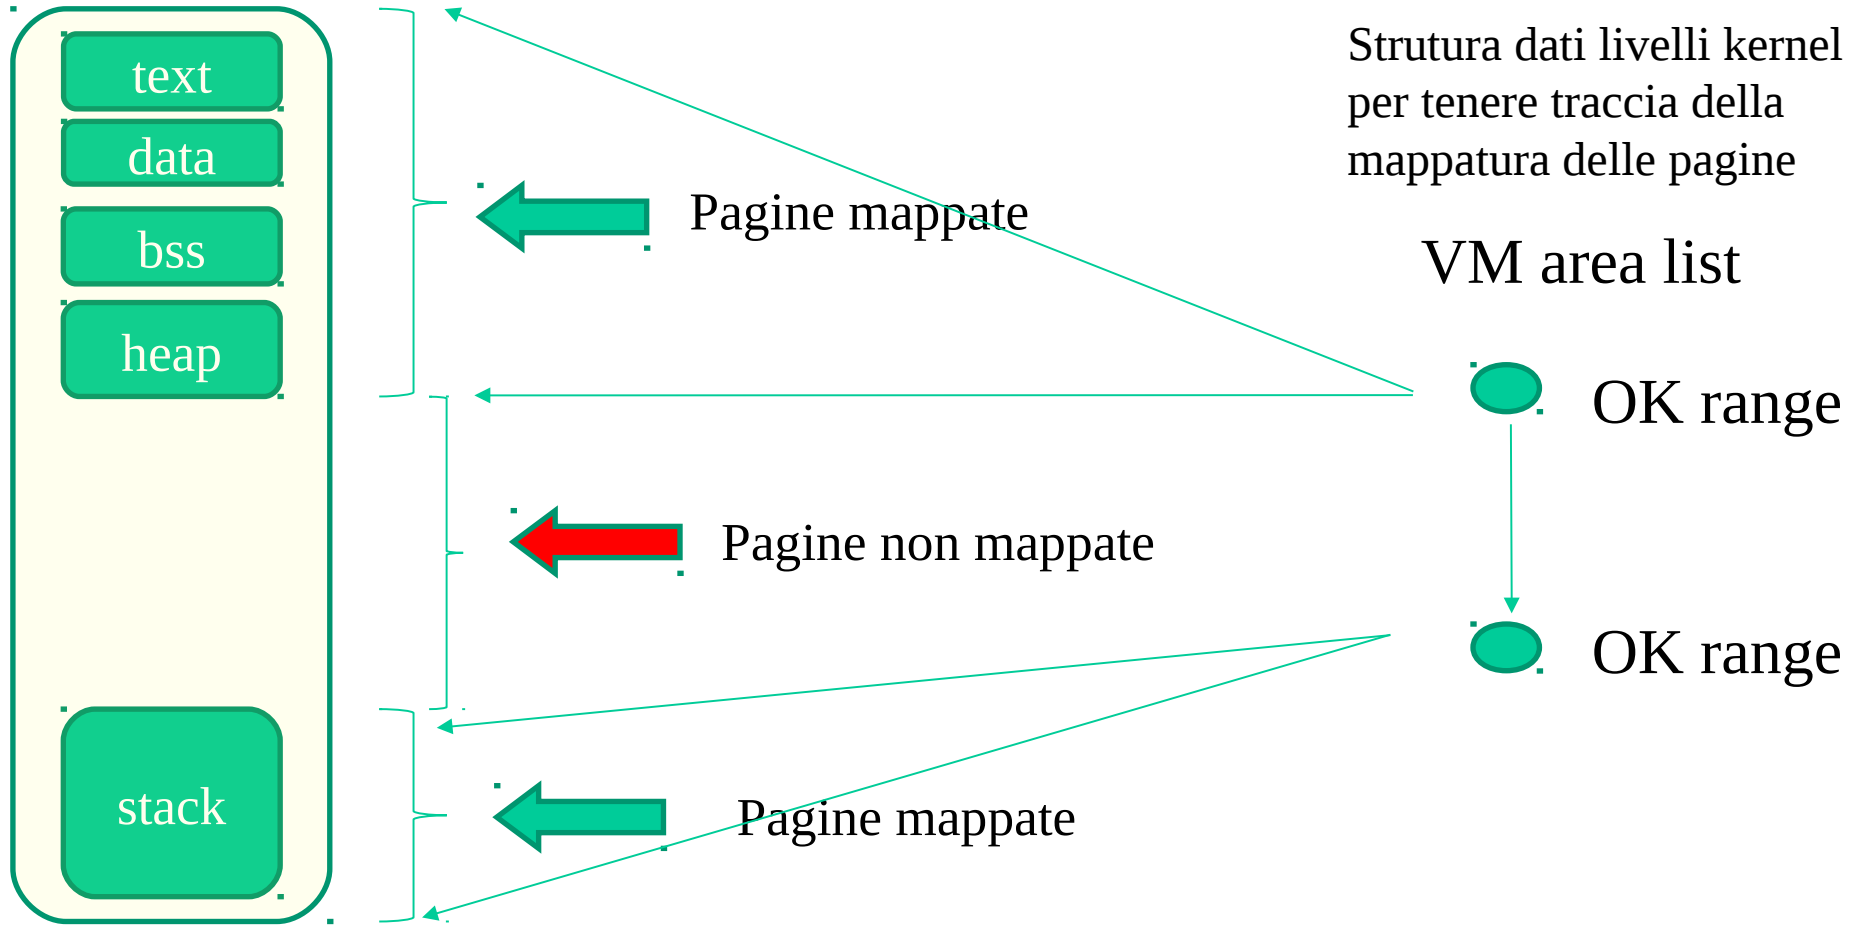 text
data
bss
heap
stack
Pagine mappate
Pagine non mappate
Pagine mappate
Strutura dati livelli kernel
per tenere traccia della
mappatura delle pagine
VM area list
OK range
OK range